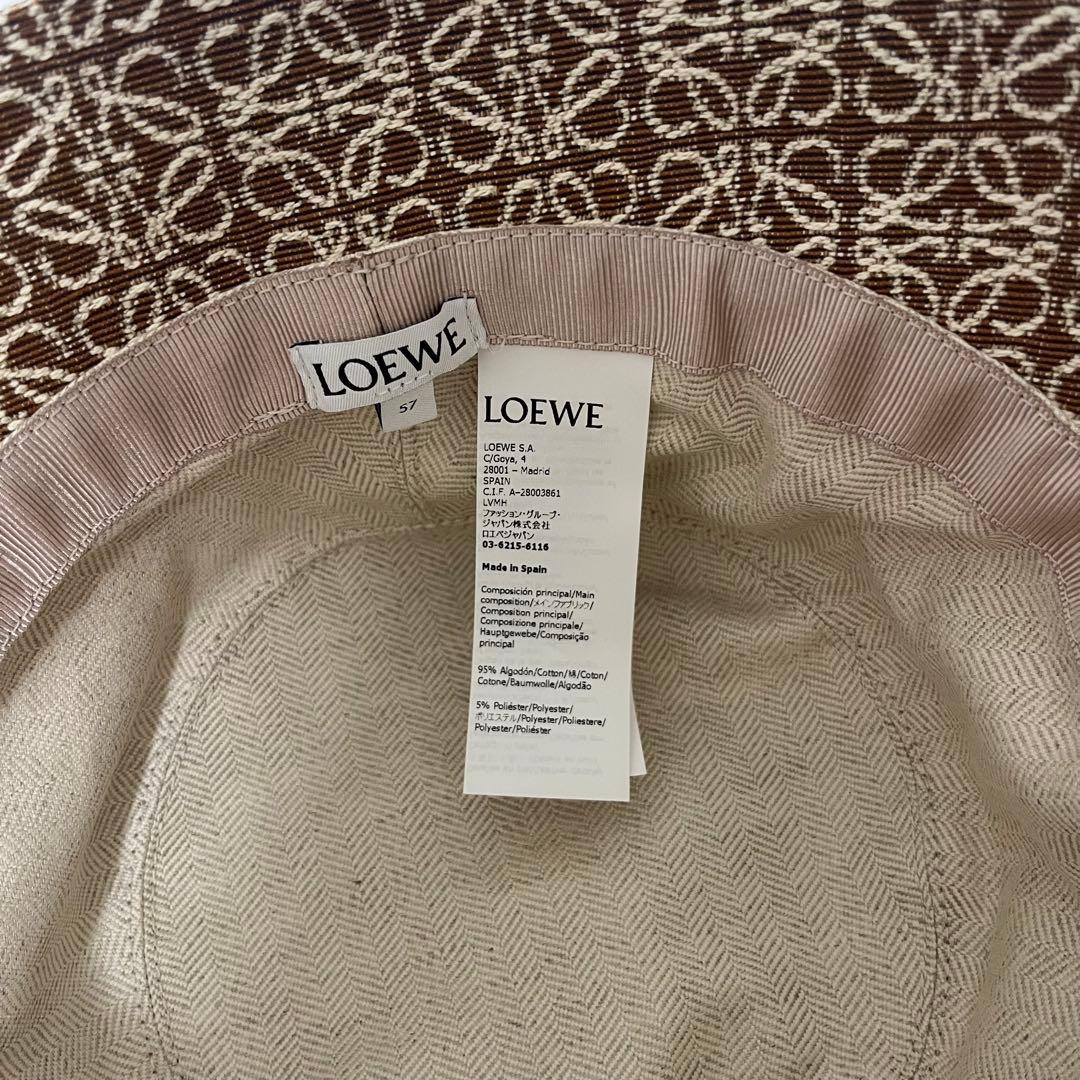 LOEWE
57
LOEWE
LOEWE S.A.
C/Goya, 4
28001 – Madrid
SPAIN
C.I.F. A-28003861
LVMH
ファッション・グループ・
ジャパン株式会社
ロエベジャパン
03-6215-6116
Made in Spain
Composición principal/Main
composition/メインファブリック/
Composition principal/
Composizione principale/
Hauptgewebe/Composição
principal
95% Algodón/Cotton/綿/Coton/
Cotone/Baumwolle/Algodão
5% Poliéster/Polyester/
ポリエステル/Polyester/Poliestere/
Polyester/Poliéster